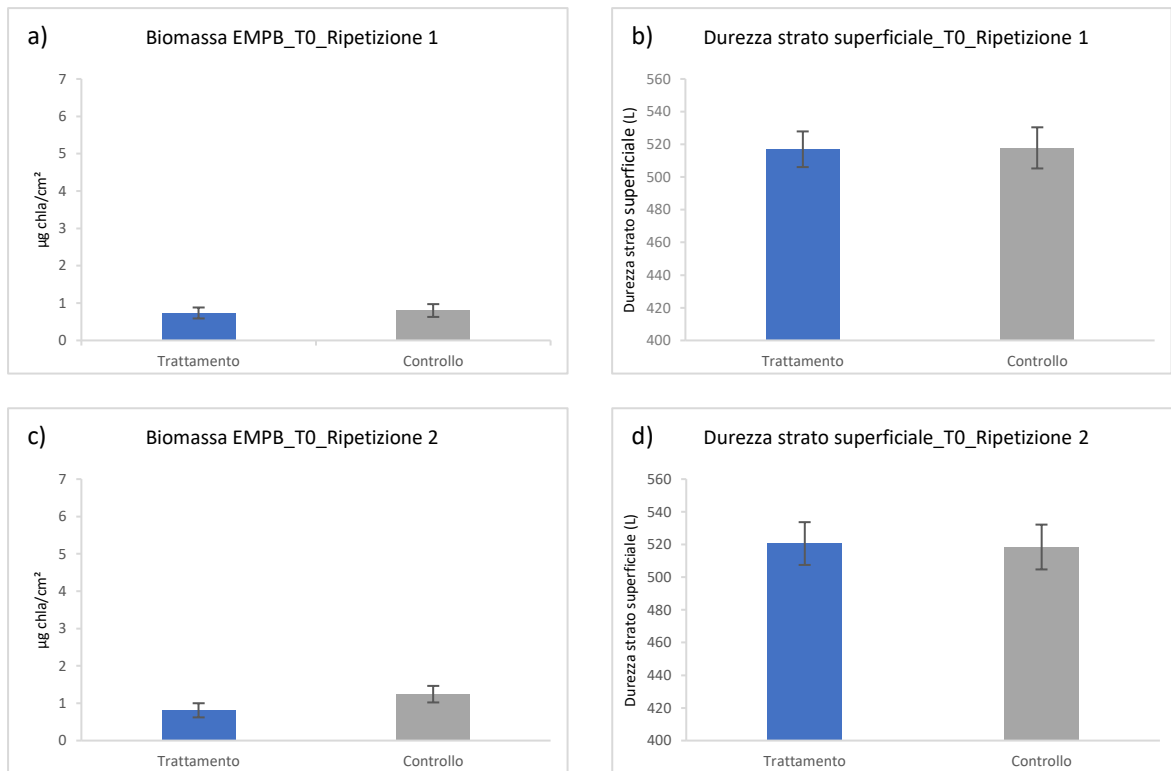 a)
Biomassa EMPB_T0_Ripetizione 1
7
6
5
4
3
2
1
0
µg chla/cm²
Trattamento
Controllo
b)
Durezza strato superficiale_T0_Ripetizione 1
560
540
520
500
480
460
440
420
400
Durezza strato superficiale (L)
Trattamento
Controllo
c)
Biomassa EMPB_T0_Ripetizione 2
7
6
5
4
3
2
1
0
µg chla/cm²
Trattamento
Controllo
d)
Durezza strato superficiale_T0_Ripetizione 2
560
540
520
500
480
460
440
420
400
Durezza strato superficiale (L)
Trattamento
Controllo